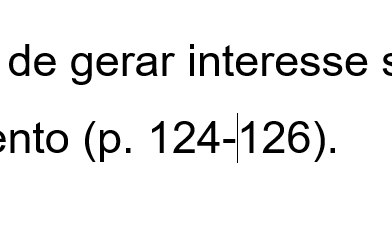 de gerar interesse
ento (p. 124-126).